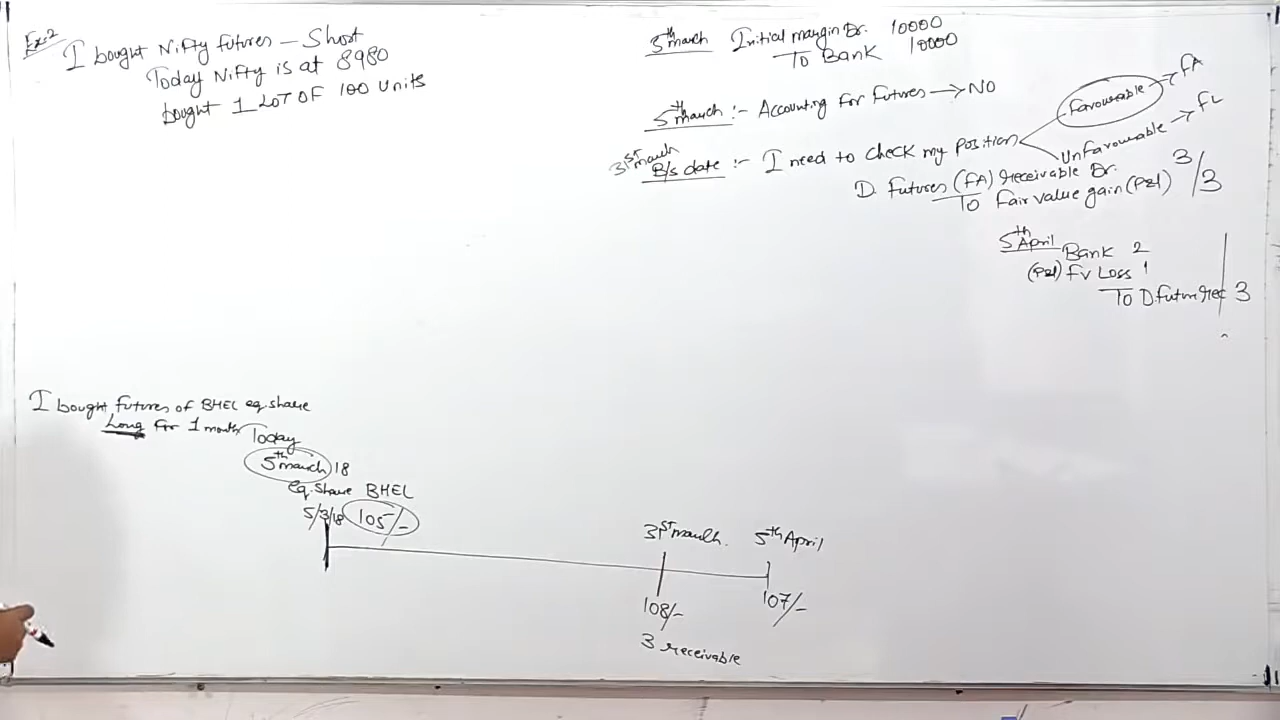 Ex-2
I bought Nifty futures – Short
Today Nifty is at 8980
bought 1 LOT OF 100 Units
5th march Initial margin Dr. 10000
To Bank 10000
5th march :- Accounting for Futures → NO
31st march
B/s date :- I need to check my position
Favourable → FA
Unfavourable → FL
D. Futures (FA) receivable Dr. 3
To Fair value gain (P&l) 3
5th April Bank 2
(P&l) FV Loss 1
To D.Futur rec 3
I bought futures of BHEL eq. share
Long for 1 month
Today
5th march 18
eq. share BHEL
5/3/18 105/-
31st march.
5th April
108/-
107/-
3 receivable